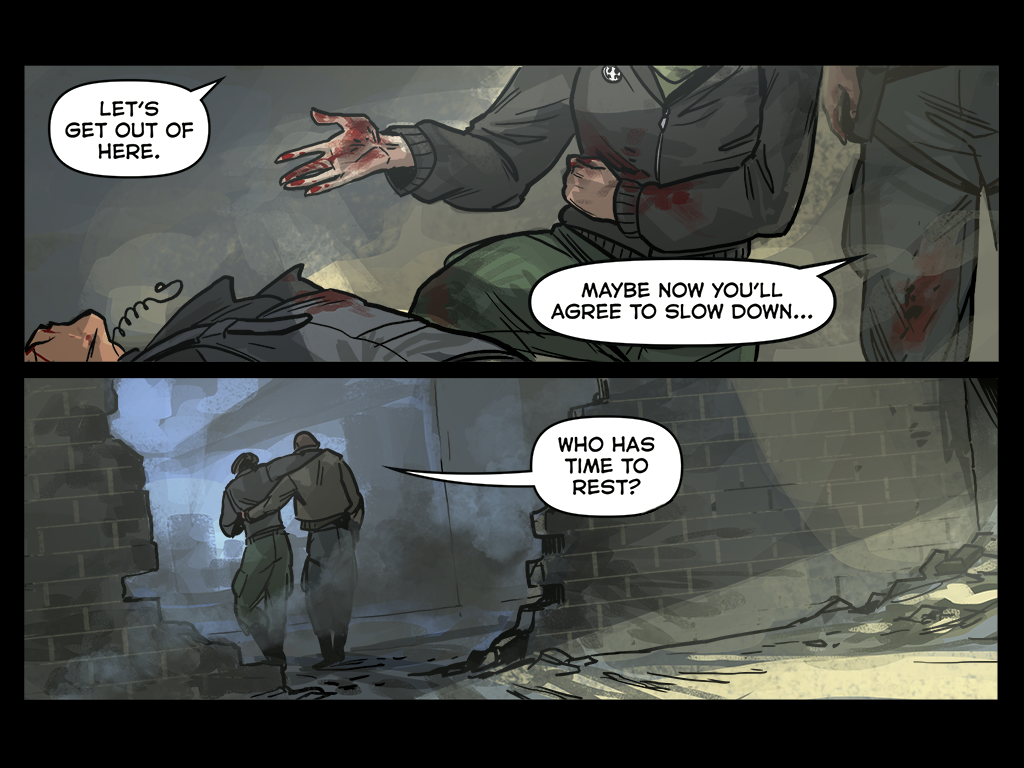 LET'S
GET OUT OF
HERE.
MAYBE NOW YOU'LL
AGREE TO SLOW DOWN...
WHO HAS
TIME TO
REST?